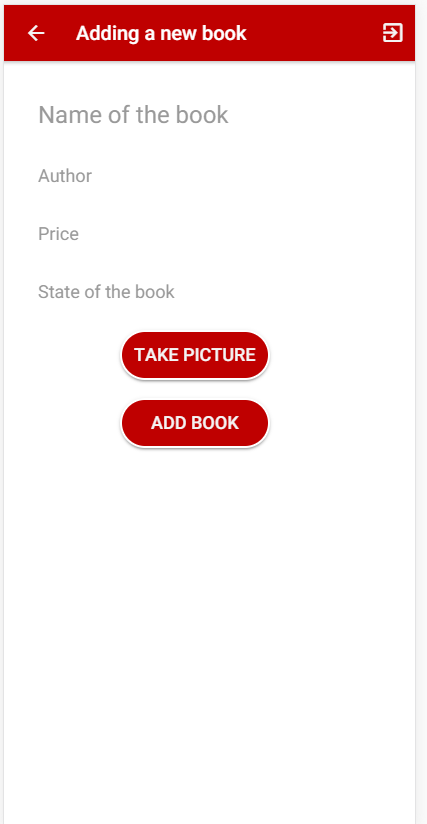 Adding a new book
Name of the book
Author
Price
State of the book
TAKE PICTURE
ADD BOOK